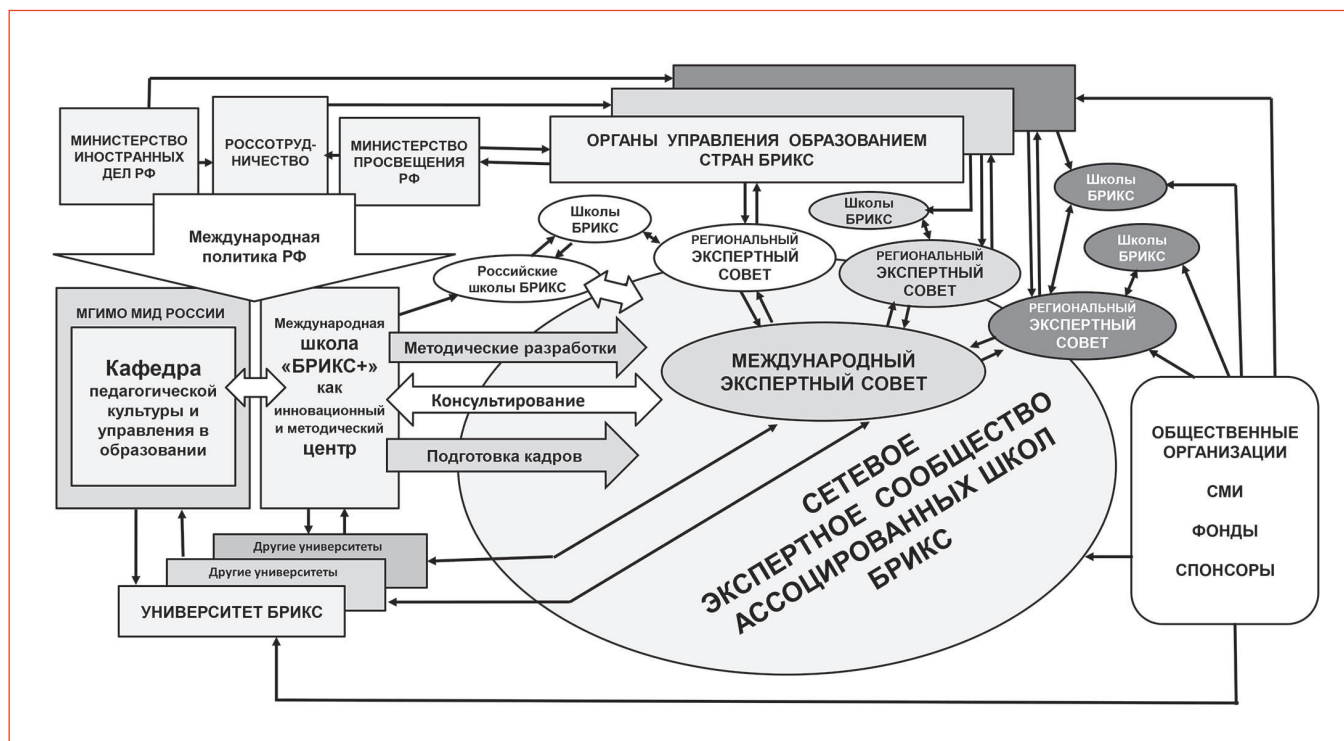 МИНИСТЕРСТВО
ИНОСТРАННЫХ
ДЕЛ РФ
РОССОТРУД-
НИЧЕСТВО
МИНИСТЕРСТВО
ПРОСВЕЩЕНИЯ
РФ
ОРГАНЫ УПРАВЛЕНИЯ ОБРАЗОВАНИЕМ
СТРАН БРИКС
Международная
политика РФ
Школы
БРИКС
Российские
школы БРИКС
РЕГИОНАЛЬНЫЙ
ЭКСПЕРТНЫЙ
СОВЕТ
Школы
БРИКС
РЕГИОНАЛЬНЫЙ
ЭКСПЕРТНЫЙ
СОВЕТ
Школы
БРИКС
Школы
БРИКС
РЕГИОНАЛЬНЫЙ
ЭКСПЕРТНЫЙ
СОВЕТ
МГИМО МИД РОССИИ
Кафедра
педагогической
культуры и
управления в
образовании
Международная
школа
«БРИКС+»
как
инновационный
и методический
центр
Методические разработки
Консультирование
Подготовка кадров
МЕЖДУНАРОДНЫЙ
ЭКСПЕРТНЫЙ СОВЕТ
СЕТЕВОЕ
ЭКСПЕРТНОЕ СООБЩЕСТВО
АССОЦИРОВАННЫХ ШКОЛ
БРИКС
ОБЩЕСТВЕННЫЕ
ОРГАНИЗАЦИИ
СМИ
ФОНДЫ
СПОНСОРЫ
Другие университеты
Другие университеты
УНИВЕРСИТЕТ БРИКС